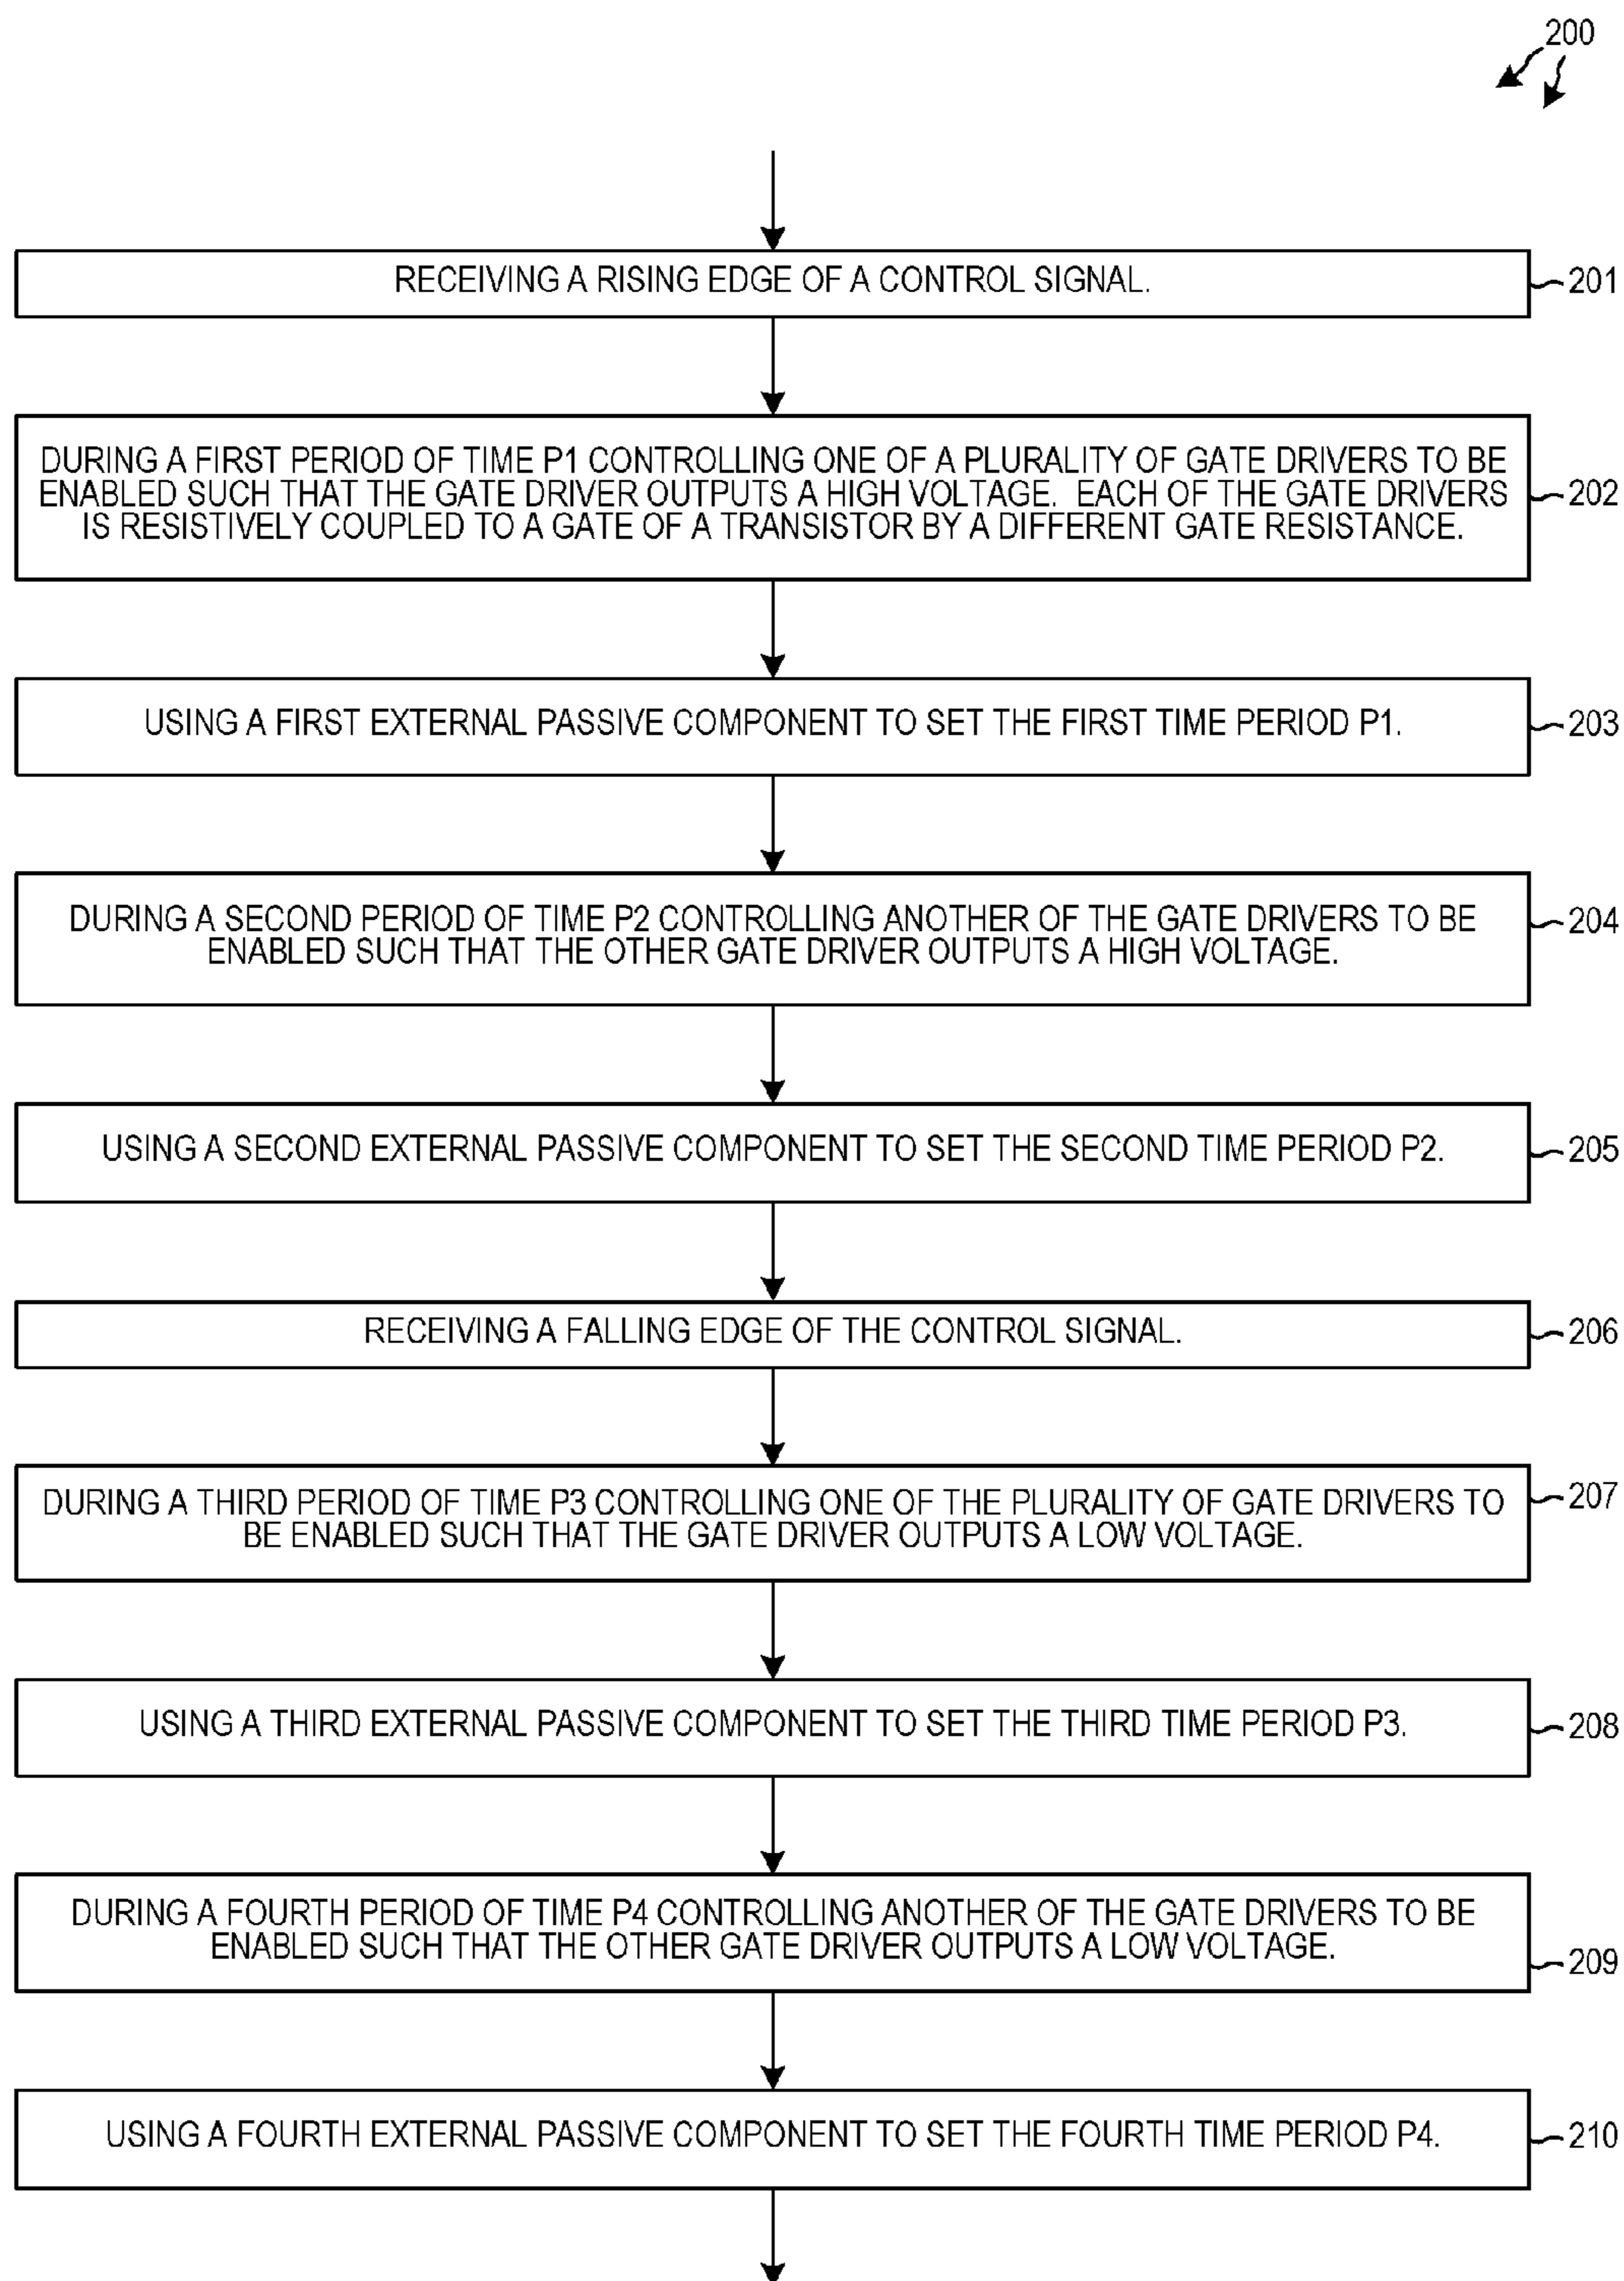 200
RECEIVING A RISING EDGE OF A CONTROL SIGNAL.
201
DURING A FIRST PERIOD OF TIME P1 CONTROLLING ONE OF A PLURALITY OF GATE DRIVERS TO BE
ENABLED SUCH THAT THE GATE DRIVER OUTPUTS A HIGH VOLTAGE. EACH OF THE GATE DRIVERS
IS RESISTIVELY COUPLED TO A GATE OF A TRANSISTOR BY A DIFFERENT GATE RESISTANCE.
202
USING A FIRST EXTERNAL PASSIVE COMPONENT TO SET THE FIRST TIME PERIOD P1.
203
DURING A SECOND PERIOD OF TIME P2 CONTROLLING ANOTHER OF THE GATE DRIVERS TO BE
ENABLED SUCH THAT THE OTHER GATE DRIVER OUTPUTS A HIGH VOLTAGE.
204
USING A SECOND EXTERNAL PASSIVE COMPONENT TO SET THE SECOND TIME PERIOD P2.
205
RECEIVING A FALLING EDGE OF THE CONTROL SIGNAL.
206
DURING A THIRD PERIOD OF TIME P3 CONTROLLING ONE OF THE PLURALITY OF GATE DRIVERS TO
BE ENABLED SUCH THAT THE GATE DRIVER OUTPUTS A LOW VOLTAGE.
207
USING A THIRD EXTERNAL PASSIVE COMPONENT TO SET THE THIRD TIME PERIOD P3.
208
DURING A FOURTH PERIOD OF TIME P4 CONTROLLING ANOTHER OF THE GATE DRIVERS TO BE
ENABLED SUCH THAT THE OTHER GATE DRIVER OUTPUTS A LOW VOLTAGE.
209
USING A FOURTH EXTERNAL PASSIVE COMPONENT TO SET THE FOURTH TIME PERIOD P4.
210